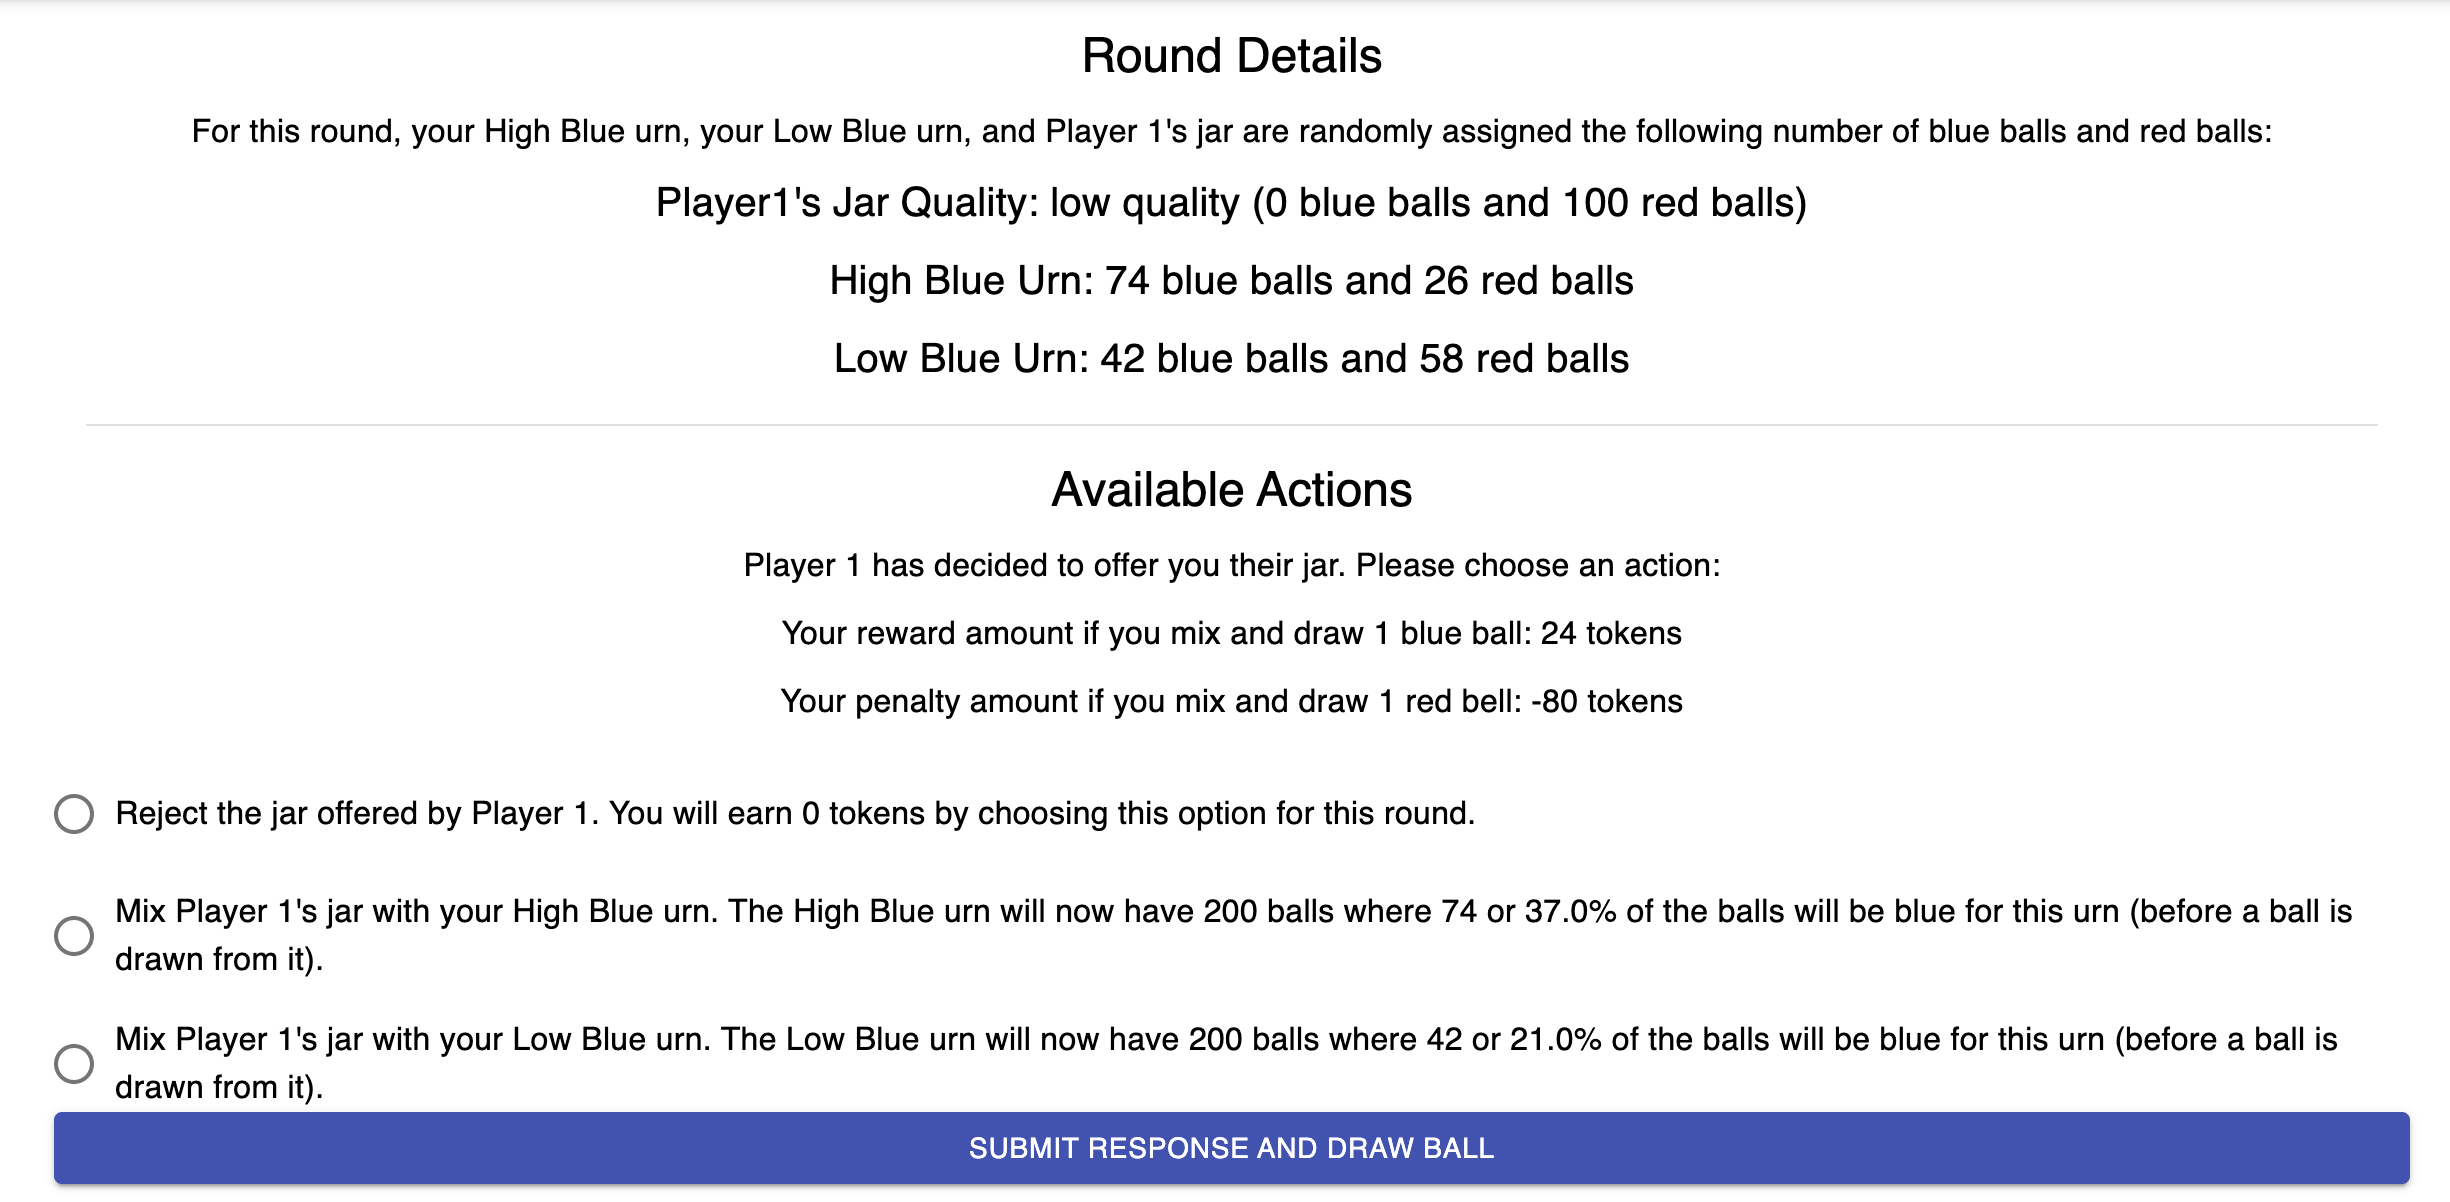 Round Details
For this round, your High Blue urn, your Low Blue urn, and Player 1's jar are randomly assigned the following number of blue balls and red balls:
Player1's Jar Quality: low quality (0 blue balls and 100 red balls)
High Blue Urn: 74 blue balls and 26 red balls
Low Blue Urn: 42 blue balls and 58 red balls
Available Actions
Player 1 has decided to offer you their jar. Please choose an action:
Your reward amount if you mix and draw 1 blue ball: 24 tokens
Your penalty amount if you mix and draw 1 red bell: -80 tokens
Reject the jar offered by Player 1. You will earn 0 tokens by choosing this option for this round.
Mix Player 1's jar with your High Blue urn. The High Blue urn will now have 200 balls where 74 or 37.0% of the balls will be blue for this urn (before a ball is
drawn from it).
Mix Player 1's jar with your Low Blue urn. The Low Blue urn will now have 200 balls where 42 or 21.0% of the balls will be blue for this urn (before a ball is
drawn from it).
SUBMIT RESPONSE AND DRAW BALL